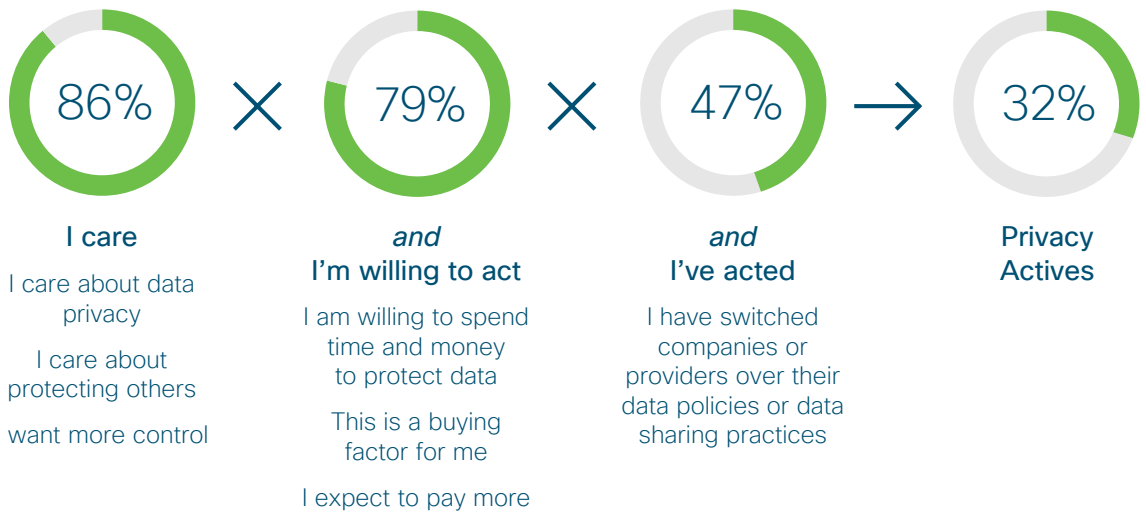 86%
79%
47%
32%
I care
I care about data
privacy
I care about
protecting others
want more control
and
I'm willing to act
I am willing to spend
time and money
to protect data
This is a buying
factor for me
I expect to pay more
and
I've acted
I have switched
companies or
providers over their
data policies or data
sharing practices
Privacy
Actives